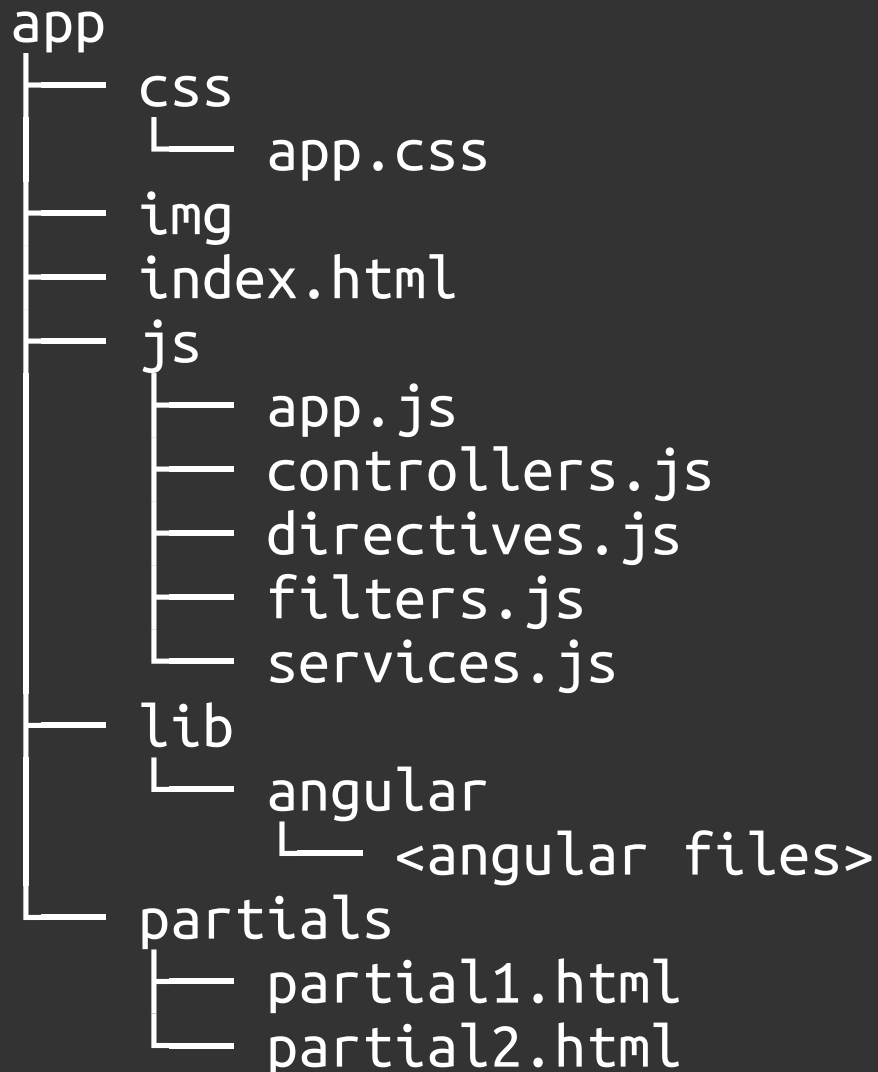 app
css
app.css
img
index.html
js
app.js
controllers.js
directives.js
filters.js
services.js
lib
angular
<angular files>
partials
partial1.html
partial2.html